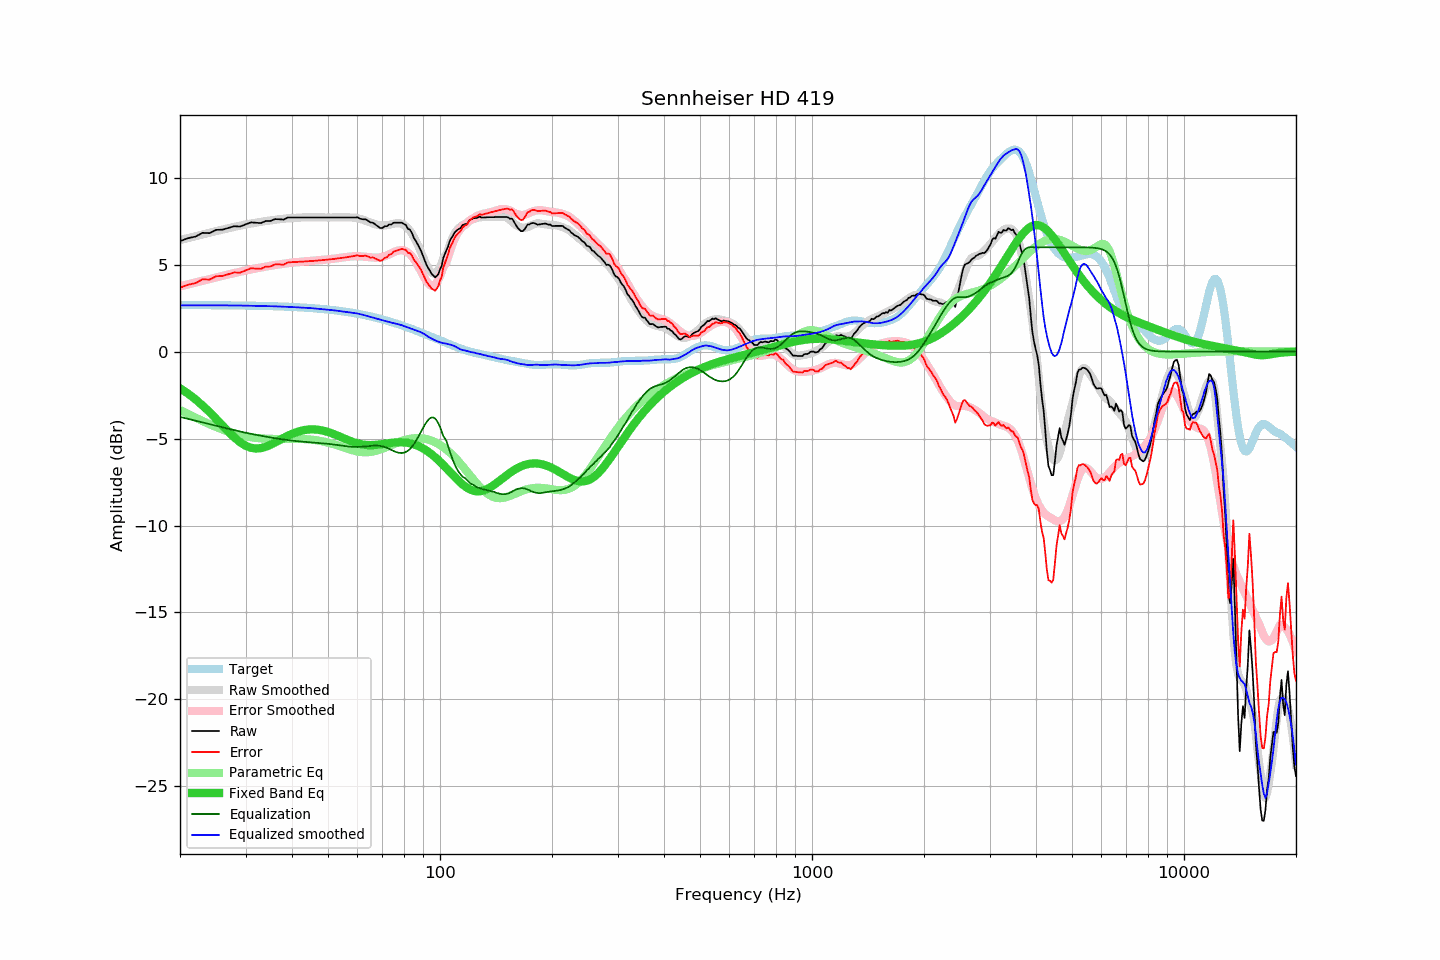 Sennheiser HD 419
10
5
0
−5
−10
−15
−20
−25
Amplitude (dBr)
Target
Raw Smoothed
Error Smoothed
Raw
Error
Parametric Eq
Fixed Band Eq
Equalization
Equalized smoothed
100
1000
10000
Frequency (Hz)